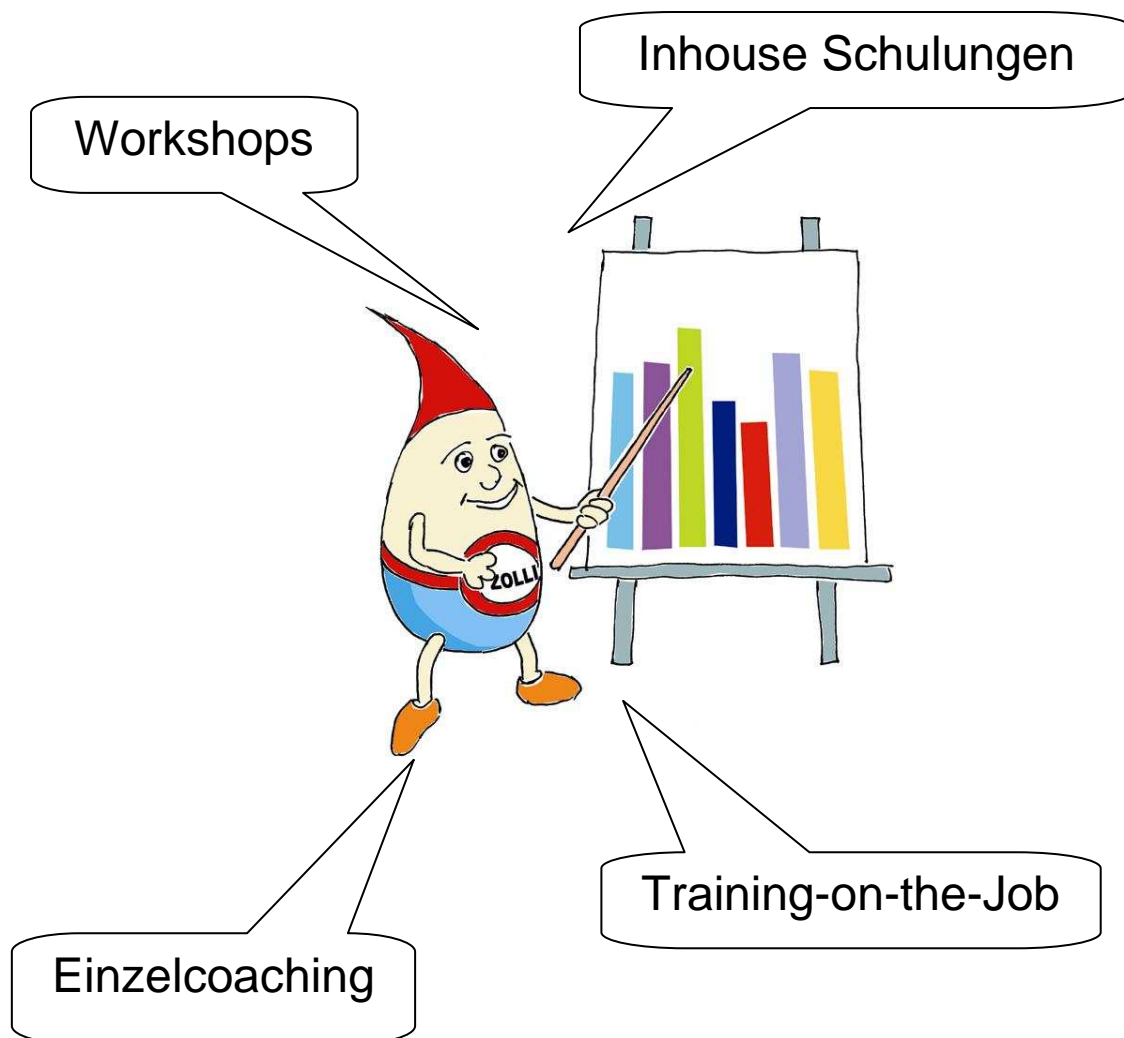 Inhouse Schulungen
Workshops
ZOLLI
Training-on-the-Job
Einzelcoaching